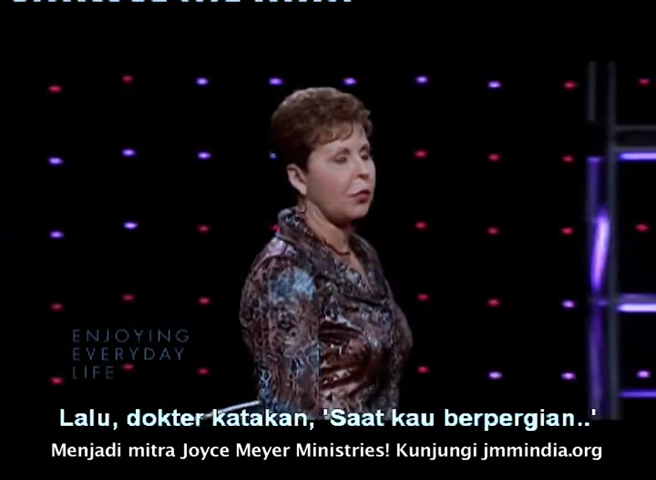 ENJOYING
EVERYDAY
LIFE
Lalu, dokter katakan, 'Saat kau berpergian..'
Menjadi mitra Joyce Meyer Ministries! Kunjungi jmmindia.org